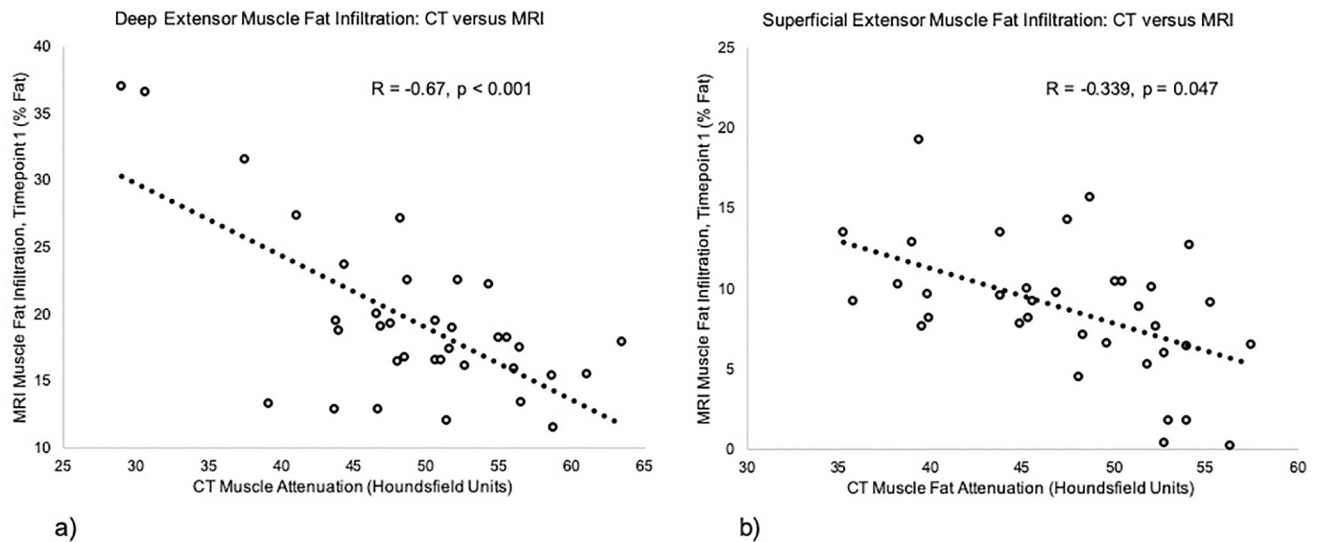 Deep Extensor Muscle Fat Infiltration: CT versus MRI
R = -0.67, p < 0.001
MRI Muscle Fat Infiltration, Timepoint 1 (% Fat)
40
35
30
25
20
15
10
25 30 35 40 45 50 55 60 65
CT Muscle Attenuation (Houndsfield Units)
a)
Superficial Extensor Muscle Fat Infiltration: CT versus MRI
R = -0.339, p = 0.047
MRI Muscle Fat Infiltration, Timepoint 1 (% Fat)
25
20
15
10
5
0
30 35 40 45 50 55 60
CT Muscle Fat Attenuation (Houndsfield Units)
b)